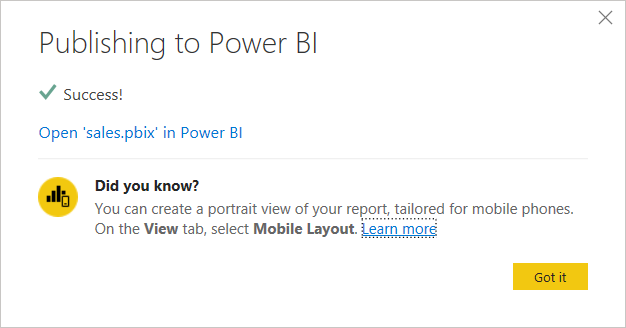 Publishing to Power BI
Success!
Open 'sales.pbix' in Power BI
Did you know?
You can create a portrait view of your report, tailored for mobile phones.
On the View tab, select Mobile Layout. Learn more
Got it